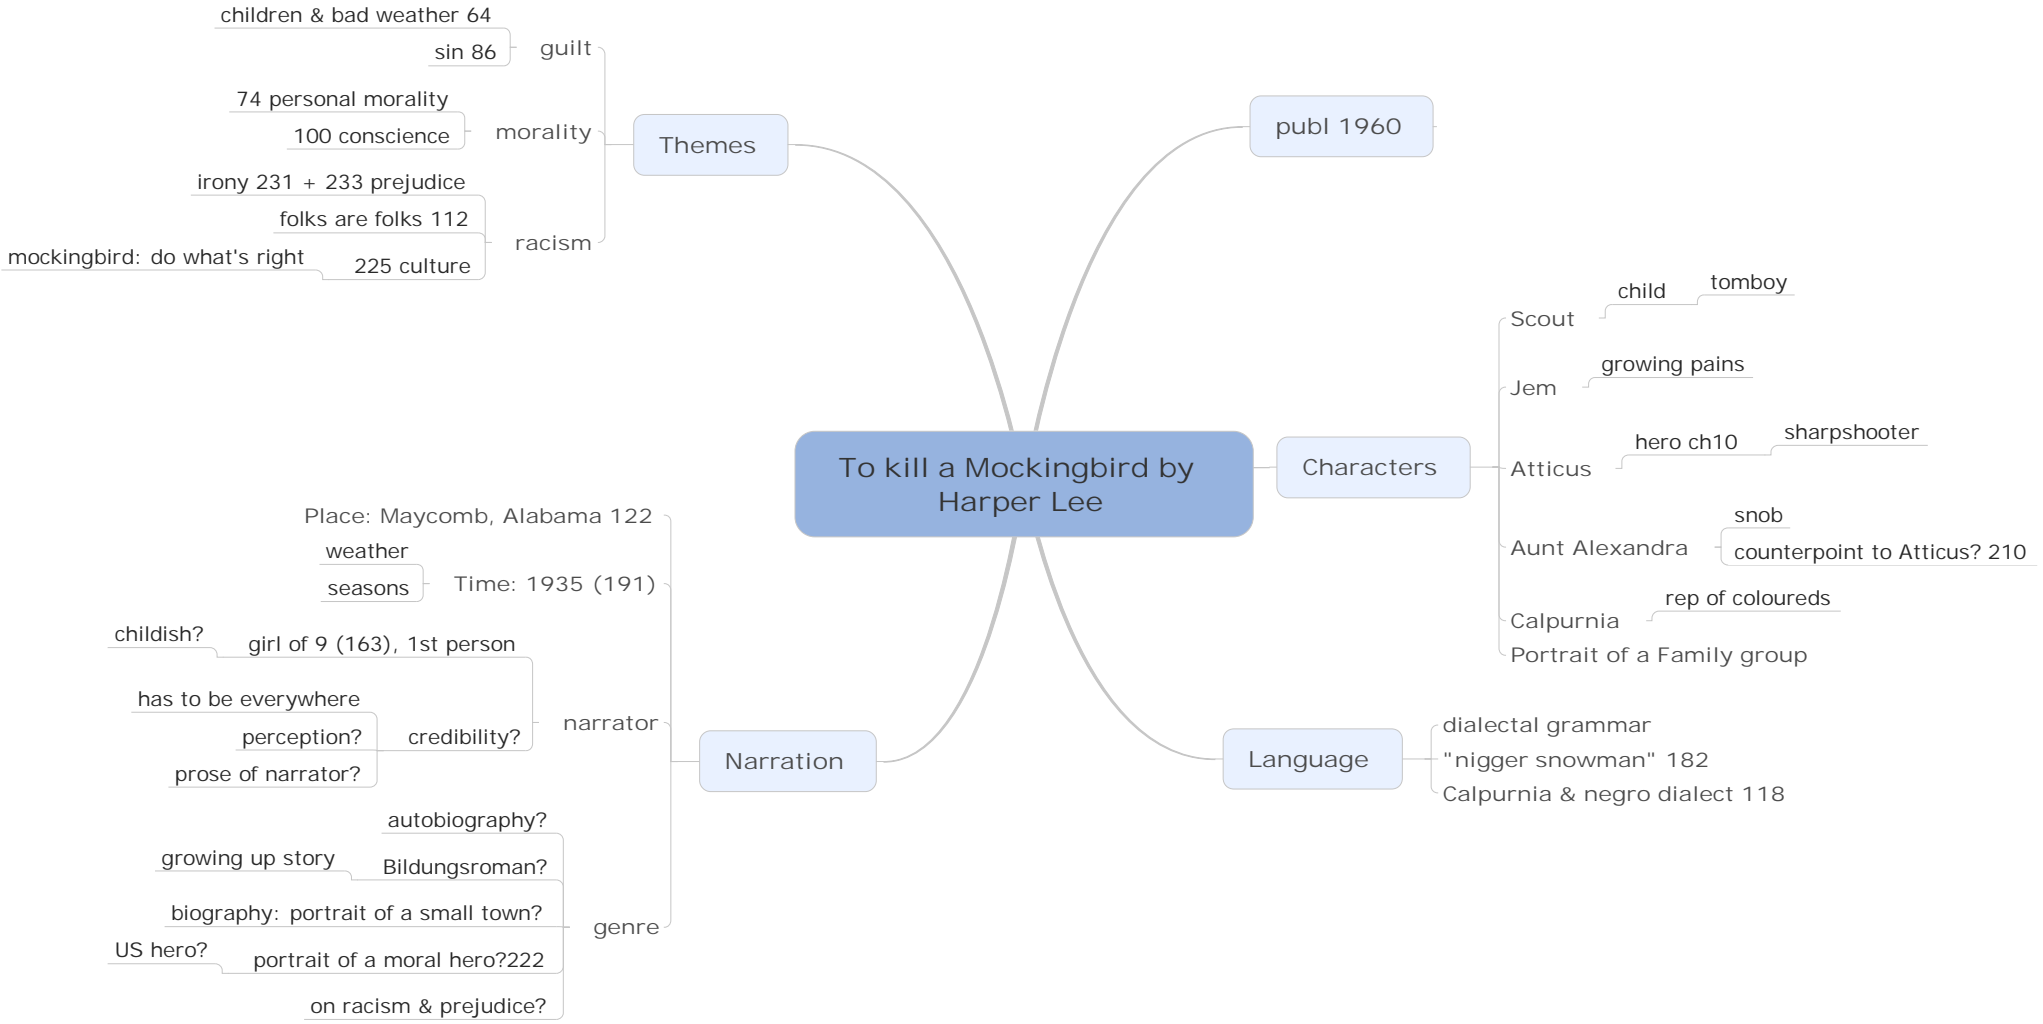 To kill a Mockingbird by
Harper Lee
publ 1960
Characters
Scout
child
tomboy
Jem
growing pains
Atticus
hero ch10
sharpshooter
Aunt Alexandra
snob
counterpoint to Atticus? 210
Calpurnia
rep of coloureds
Portrait of a Family group
Language
dialectal grammar
"nigger snowman" 182
Calpurnia & negro dialect 118
Themes
guilt
children & bad weather 64
sin 86
morality
74 personal morality
100 conscience
racism
irony 231 + 233 prejudice
folks are folks 112
225 culture
mockingbird: do what's right
Narration
Place: Maycomb, Alabama 122
Time: 1935 (191)
weather
seasons
narrator
girl of 9 (163), 1st person
childish?
credibility?
has to be everywhere
perception?
prose of narrator?
genre
autobiography?
Bildungsroman?
growing up story
biography: portrait of a small town?
portrait of a moral hero?222
US hero?
on racism & prejudice?